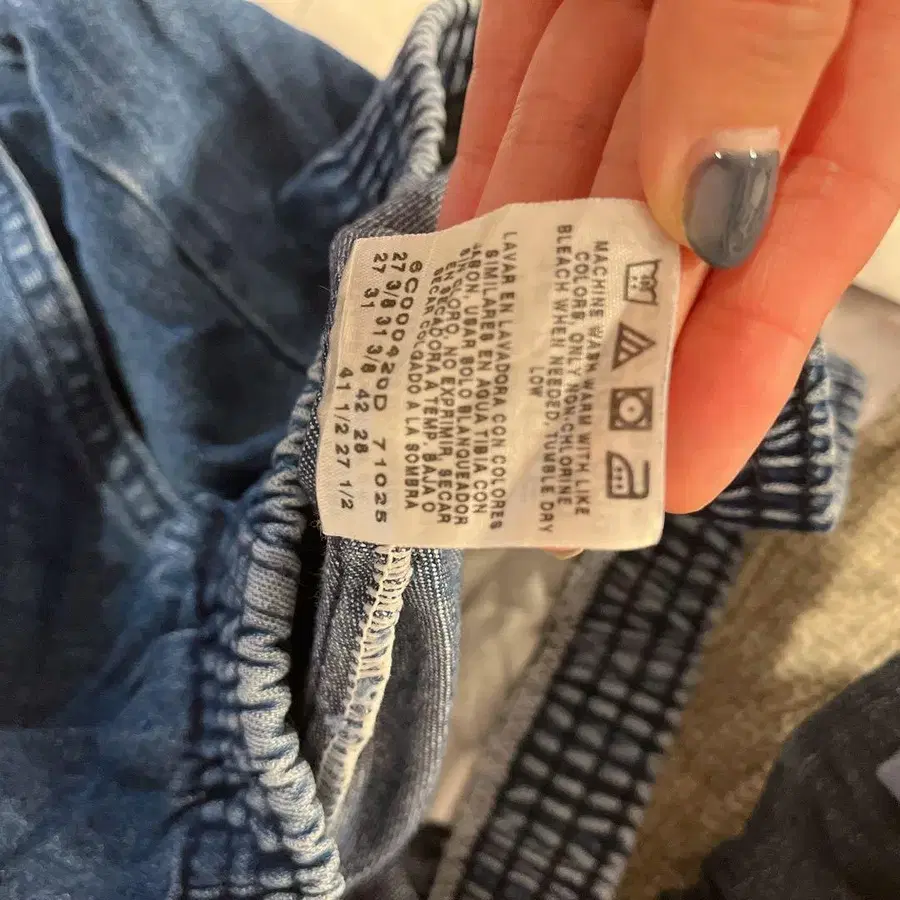 MACHINE WASH WARM WITH LIKE
COLORS. ONLY NON-CHLORINE
BLEACH WHEN NEEDED. TUMBLE DRY
LOW
LAVAR EN LAVADORA CON COLORES
SIMILARES EN AGUA TIBIA CON
JABON, USAR SOLO BLANQUEADOR
SIN CLORO, NO EXPRIMIR, SECAR
EN SECADORA A TEMP. BAJA O
SECAR COLGADO A LA SOMBRA
6C000420D 71025
27 3/8 31 3/8 42 28
27 31 41 1/2 27 1/2